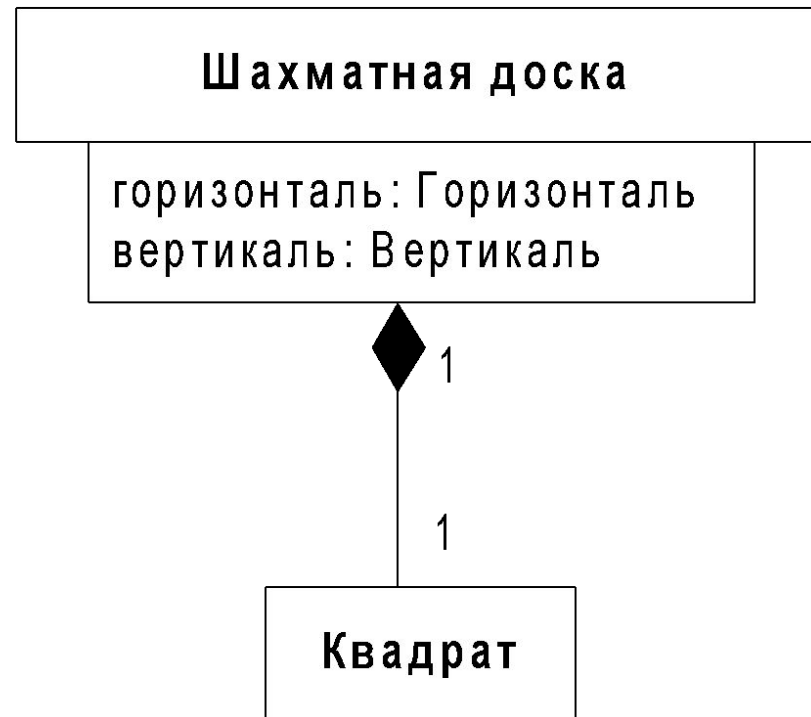 Шахматная доска
горизонталь: Горизонталь
вертикаль: Вертикаль
1
1
Квадрат